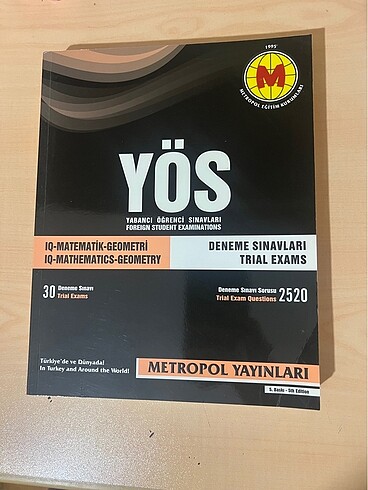 1995
M
METROPOL EĞİTİM KURUMLARI
YÖS
YABANCI ÖĞRENCİ SINAVLARI
FOREIGN STUDENT EXAMINATIONS
IQ-MATEMATİK-GEOMETRİ
IQ-MATHEMATICS-GEOMETRY
DENEME SINAVLARI
TRIAL EXAMS
30 Deneme Sınavı
Trial Exams
Deneme Sınavı Sorusu
Trial Exam Questions 2520
Türkiye'de ve Dünyada!
In Turkey and Around the World!
METROPOL YAYINLARI
5. Baskı - 5th Edition